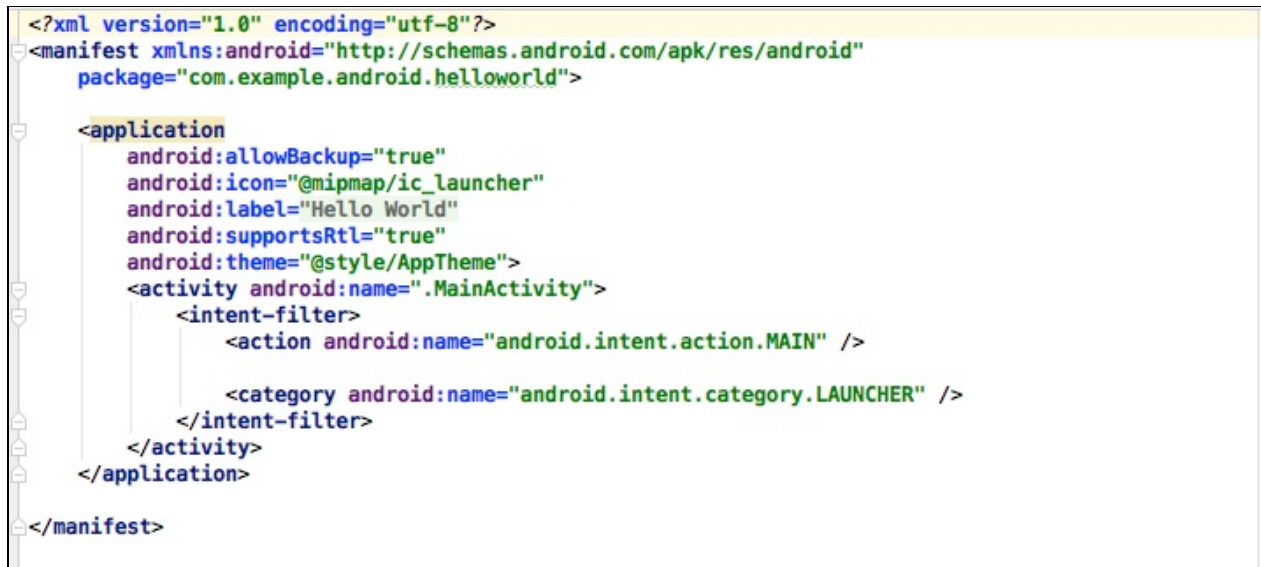 <?xml version="1.0" encoding="utf-8"?>
<manifest xmlns:android="http://schemas.android.com/apk/res/android"
    package="com.example.android.helloworld">

    <application
        android:allowBackup="true"
        android:icon="@mipmap/ic_launcher"
        android:label="Hello World"
        android:supportsRtl="true"
        android:theme="@style/AppTheme">
        <activity android:name=".MainActivity">
            <intent-filter>
                <action android:name="android.intent.action.MAIN" />

                <category android:name="android.intent.category.LAUNCHER" />
            </intent-filter>
        </activity>
    </application>

</manifest>